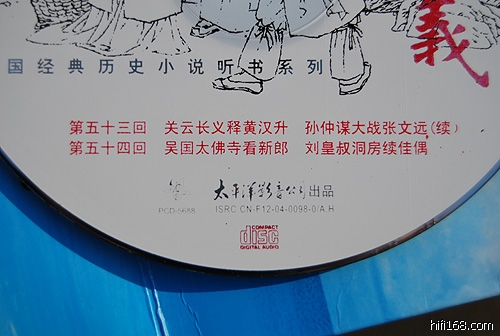 義
国经典历史小说听书系列
第五十三回 关云长义释黄汉升 孙仲谋大战张文远(续)
第五十四回 吴国太佛寺看新郎 刘皇叔洞房续佳偶
太平洋影音公司出品
PCD-5688 ISRC CN-F12-04-0098-0/A.H
COMPACT
disc
DIGITAL AUDIO
hifi168.com